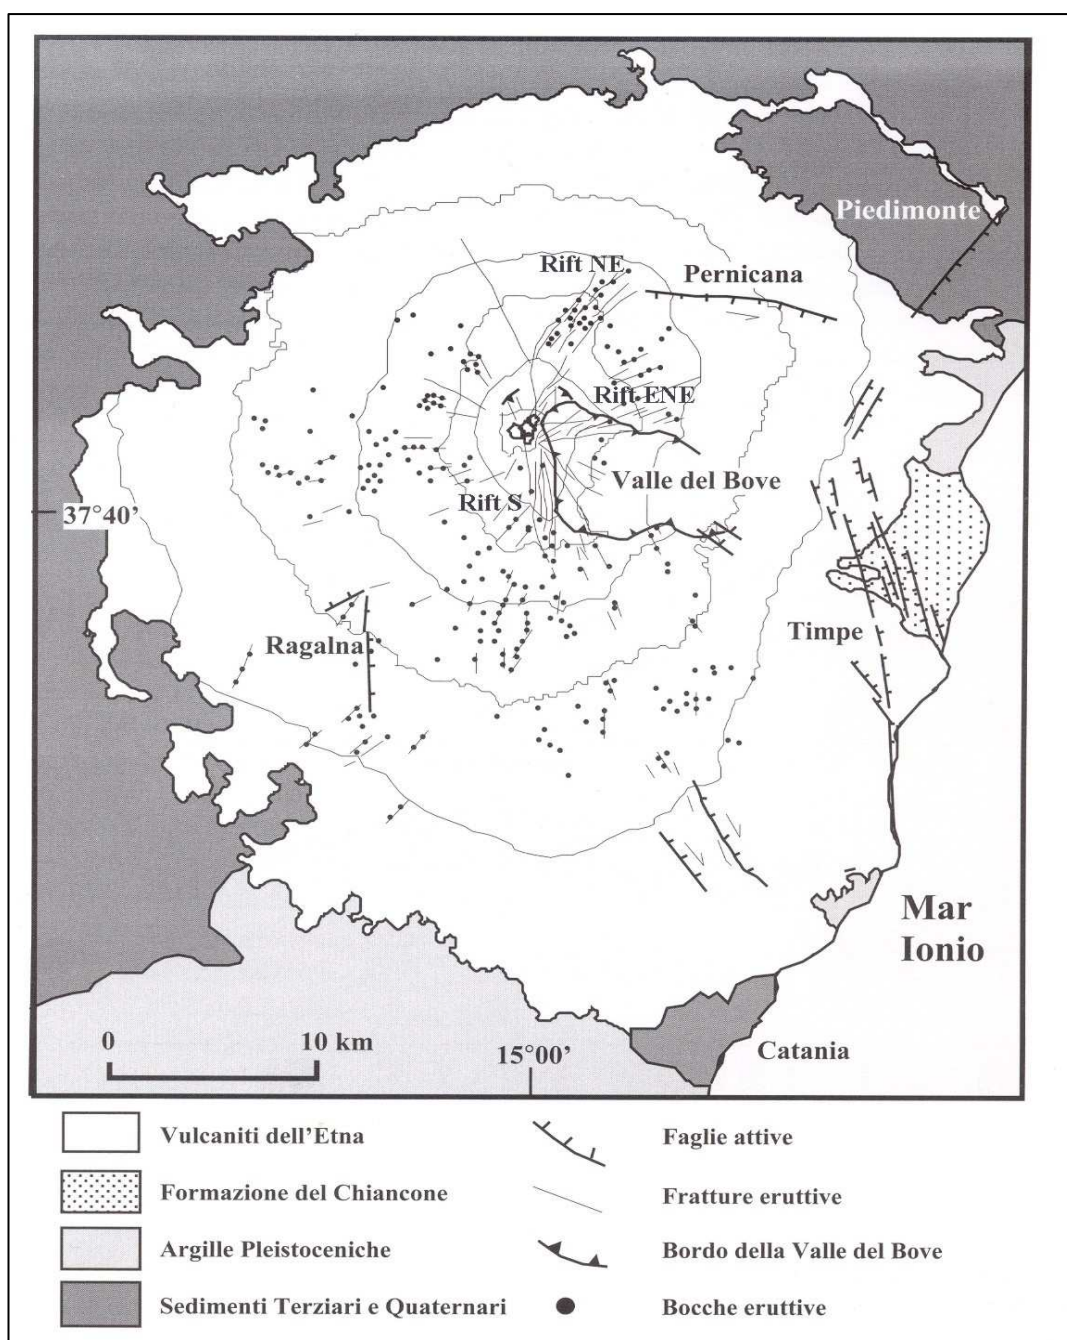 Piedimonte
Rift NE
Pernicana
Rift ENE
Valle del Bove
Rift S
37°40’
Ragalna
Timpe
Mar
Ionio
0
10 km
15°00’
Catania
Vulcaniti dell’Etna
Faglie attive
Formazione del Chiancone
Fratture eruttive
Argille Pleistoceniche
Bordo della Valle del Bove
Sedimenti Terziari e Quaternari
Bocche eruttive